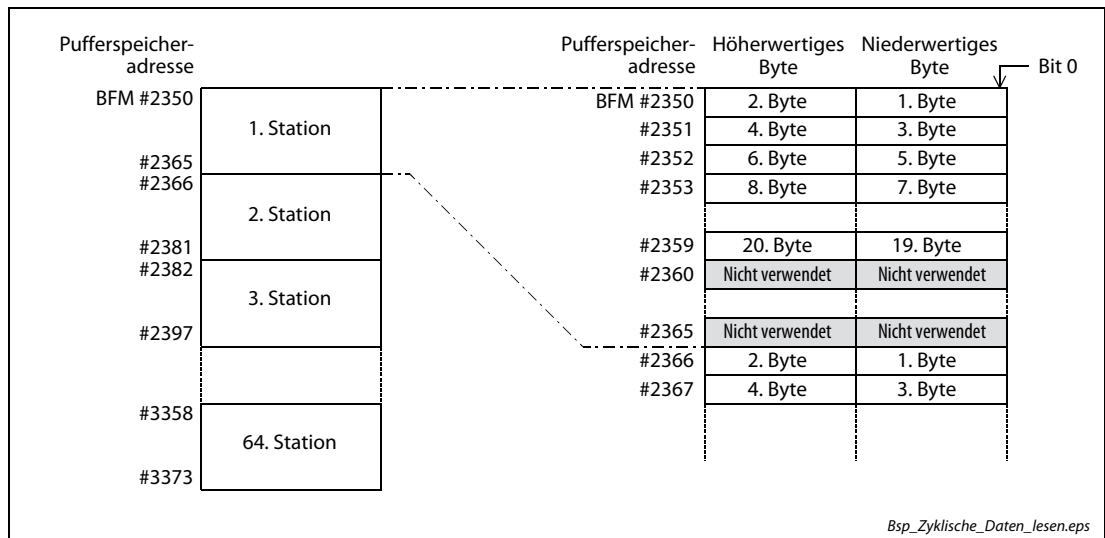 Pufferspeicher-
adresse
BFM #2350
1. Station
#2365
#2366
2. Station
#2381
#2382
3. Station
#2397
#3358
64. Station
#3373
Pufferspeicher-
adresse
Höherwertiges
Byte
Niederwertiges
Byte
Bit 0
BFM #2350 2. Byte 1. Byte
#2351 4. Byte 3. Byte
#2352 6. Byte 5. Byte
#2353 8. Byte 7. Byte
#2359 20. Byte 19. Byte
#2360 Nicht verwendet Nicht verwendet
#2365 Nicht verwendet Nicht verwendet
#2366 2. Byte 1. Byte
#2367 4. Byte 3. Byte
Bsp_Zyklische_Daten_lesen.eps